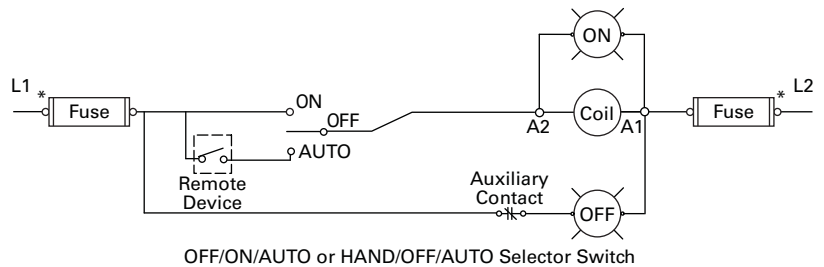 ON
L1
*
Fuse
ON
OFF
AUTO
Remote
Device
A2
Coil
A1
*
Fuse
L2
Auxiliary
Contact
OFF
OFF/ON/AUTO or HAND/OFF/AUTO Selector Switch